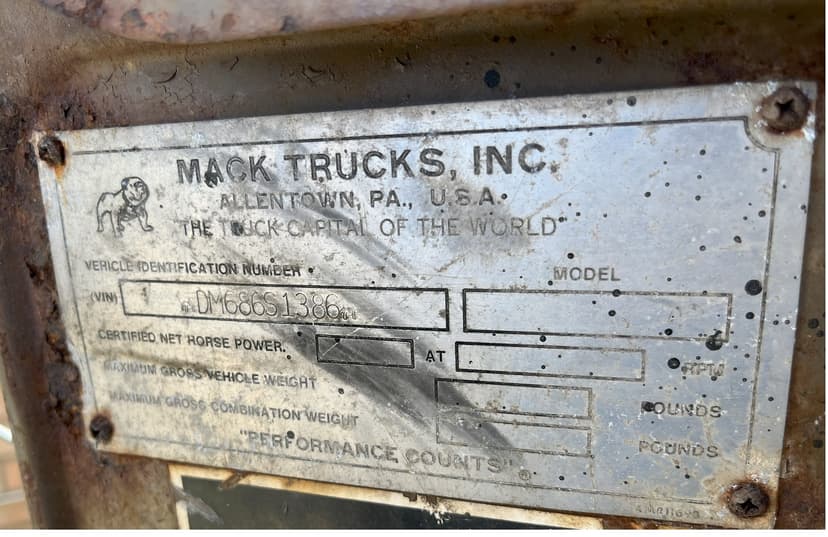 MACK TRUCKS, INC.
ALLENTOWN, PA., U.S.A.
"THE TRUCK CAPITAL OF THE WORLD"
VEHICLE IDENTIFICATION NUMBER MODEL
(VIN) DM686S1386
CERTIFIED NET HORSE POWER. AT RPM
MAXIMUM GROSS VEHICLE WEIGHT POUNDS
MAXIMUM GROSS COMBINATION WEIGHT POUNDS
"PERFORMANCE COUNTS"